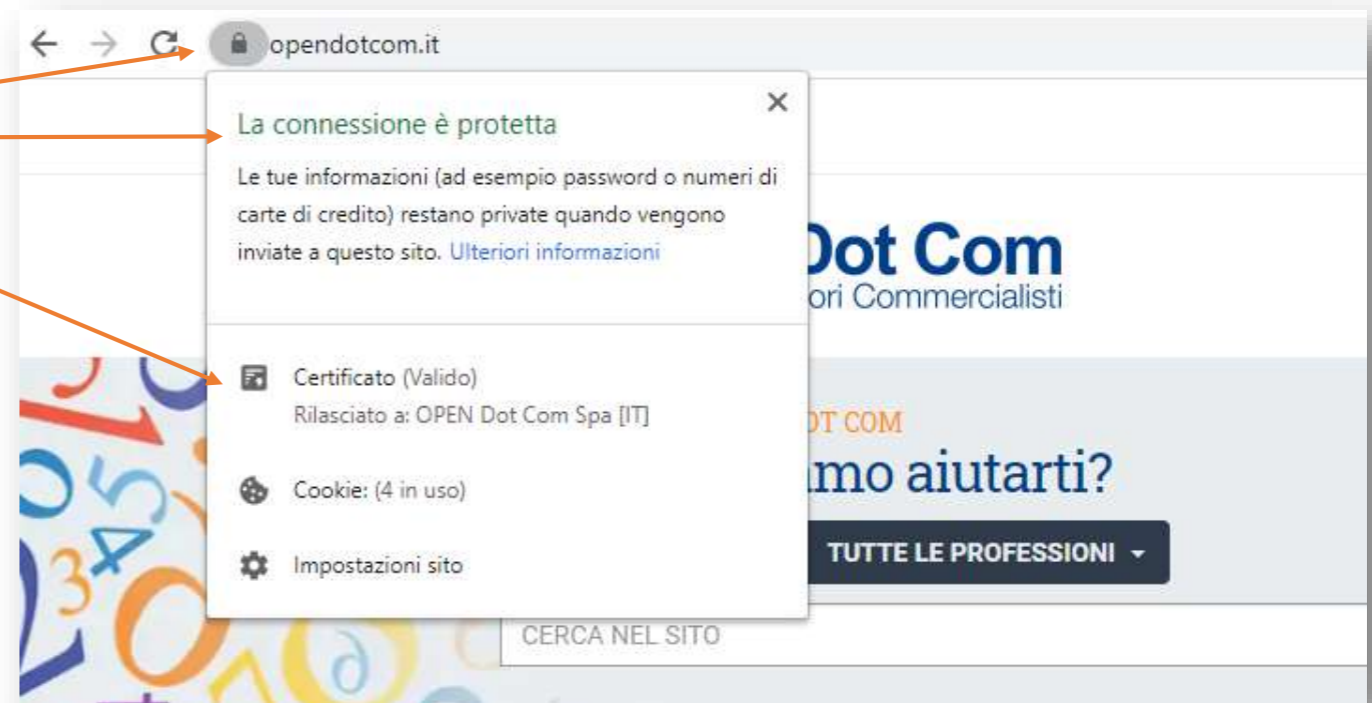 opendotcom.it
La connessione è protetta
Le tue informazioni (ad esempio password o numeri di
carte di credito) restano private quando vengono
inviate a questo sito. Ulteriori informazioni
Dot Com
ori Commercialisti
Certificato (Valido)
Rilasciato a: OPEN Dot Com Spa [IT]
OT COM
Cookie: (4 in uso)
mo aiutarti?
Impostazioni sito
TUTTE LE PROFESSIONI
CERCA NEL SITO